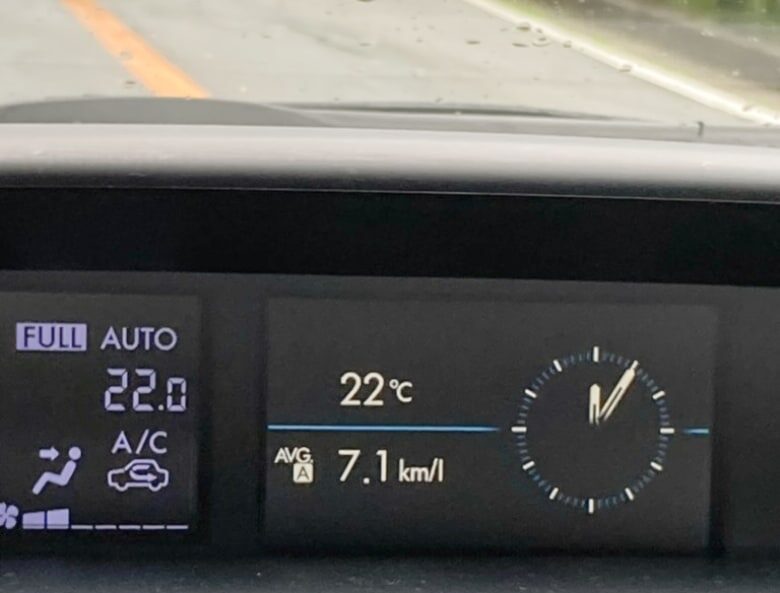 FULL AUTO
22.0
A/C
22°C
AVG.
A
7.1 km/l